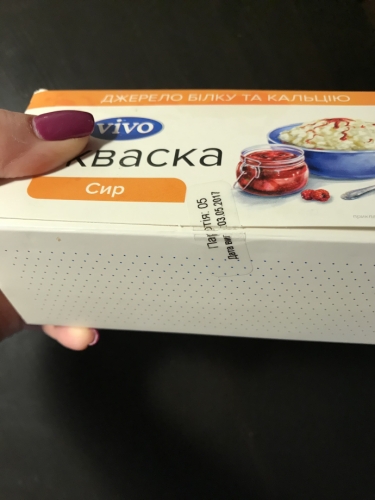 ДЖЕРЕЛО БІЛКУ ТА КАЛЬЦІЮ
vivo
кваска
Сир
Партія: 05
03.05.2017